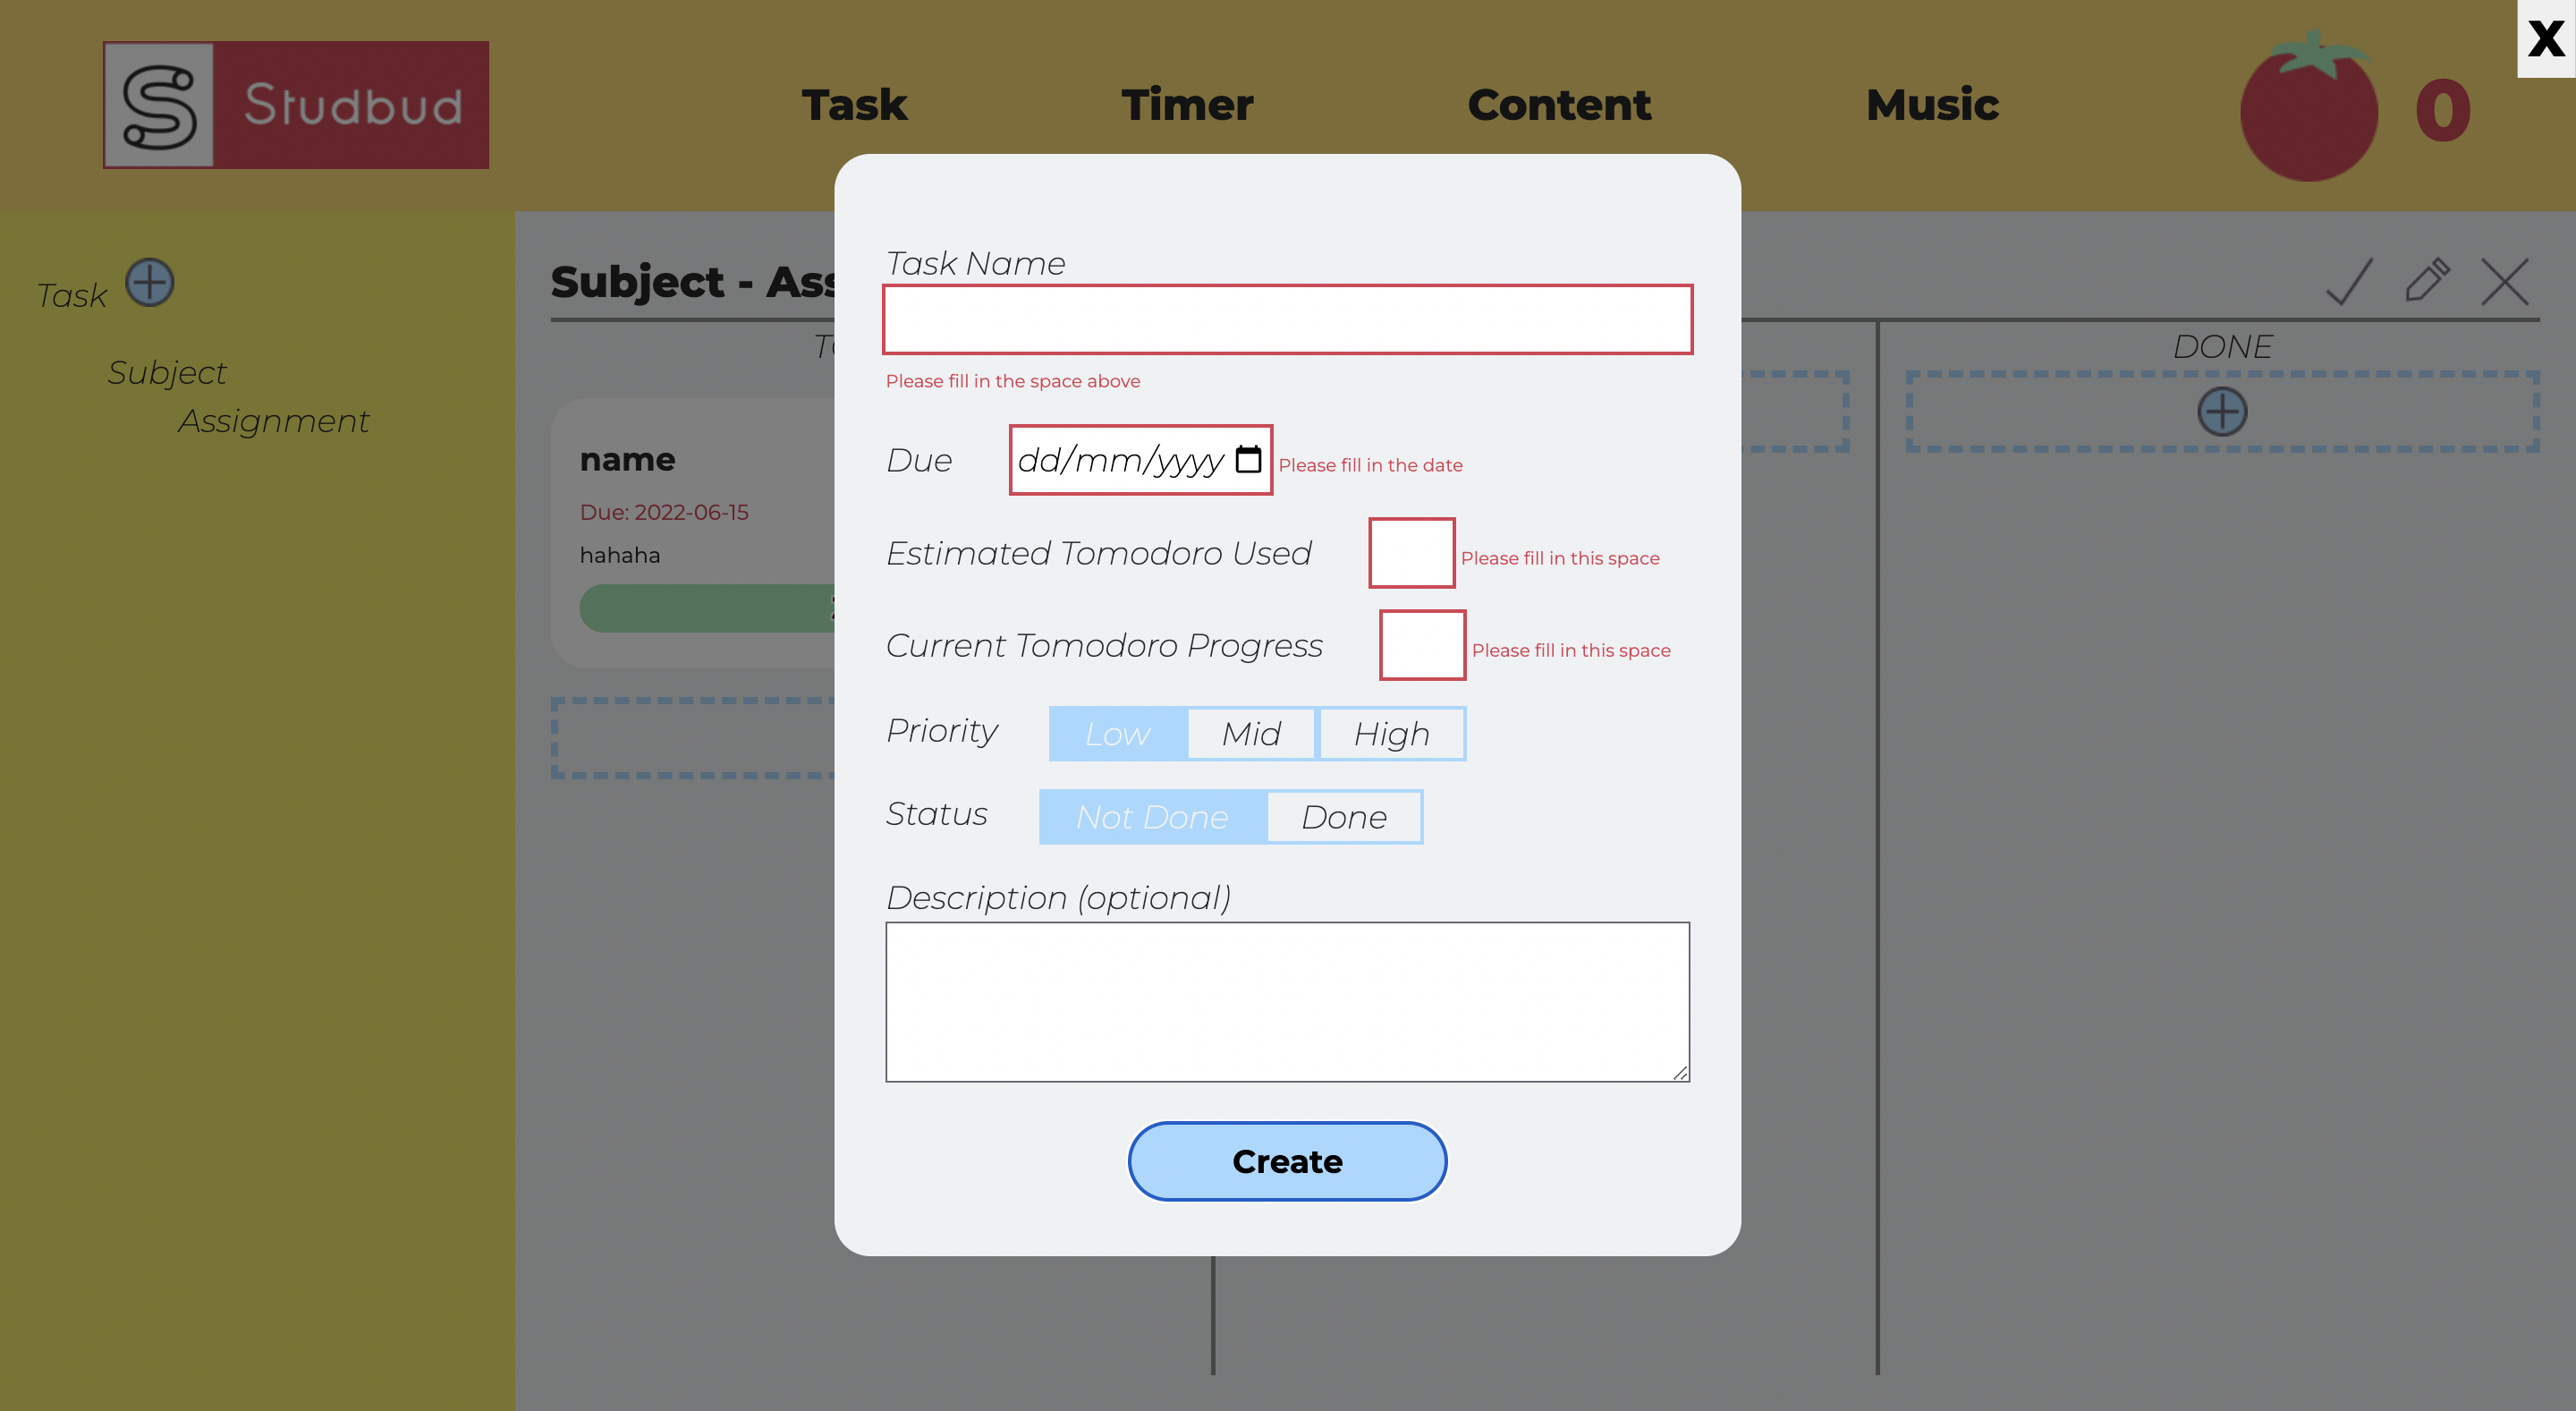 X
Studbud
Task Timer Content Music 0
Task
Subject
Assignment
Subject - Ass
DONE
name
Due: 2022-06-15
hahaha
Task Name
Please fill in the space above
Due dd/mm/yyyy Please fill in the date
Estimated Tomodoro Used Please fill in this space
Current Tomodoro Progress Please fill in this space
Priority Low Mid High
Status Not Done Done
Description (optional)
Create